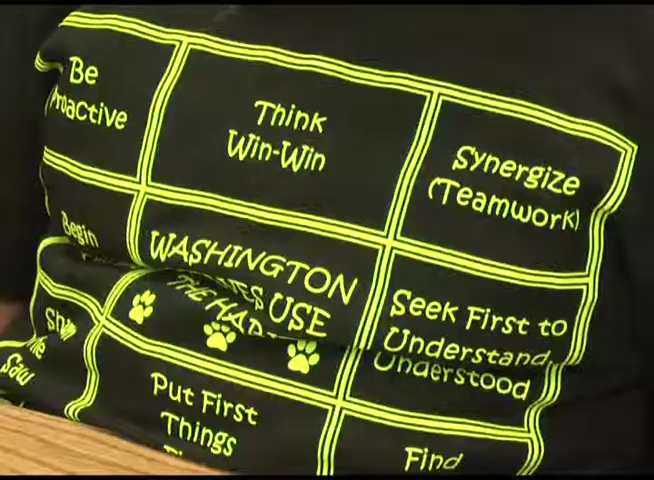 Be
Proactive
Think
Win-Win
Synergize
(Teamwork)
Begin
WASHINGTON
USE
THE
Seek First to
Understand,
Understood
Saw
Put First
Things
Find